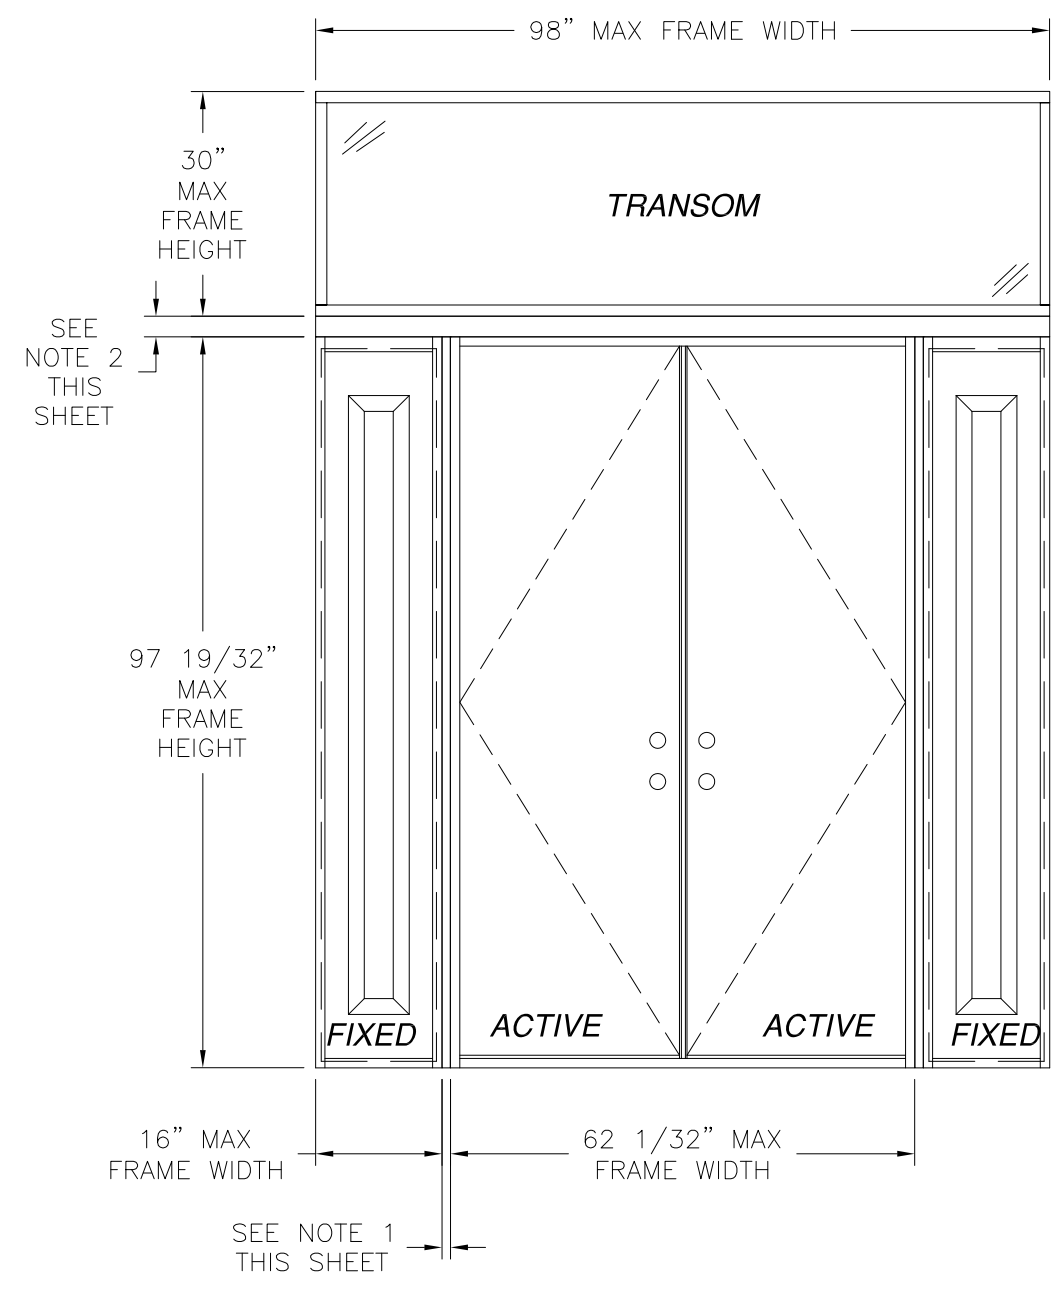 98” MAX FRAME WIDTH
30”
MAX
FRAME
HEIGHT
TRANSOM
SEE
NOTE 2
THIS
SHEET
97 19/32”
MAX
FRAME
HEIGHT
FIXED
ACTIVE
ACTIVE
FIXED
16” MAX
FRAME WIDTH
62 1/32” MAX
FRAME WIDTH
SEE NOTE 1
THIS SHEET